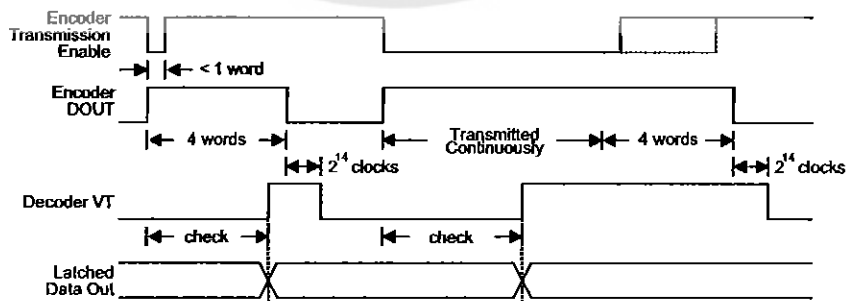 Encoder
Transmission
Enable
< 1 word
Encoder
DOUT
4 words
Transmitted
Continuously
4 words
2^14 clocks
2^14 clocks
Decoder VT
check
check
Latched
Data Out